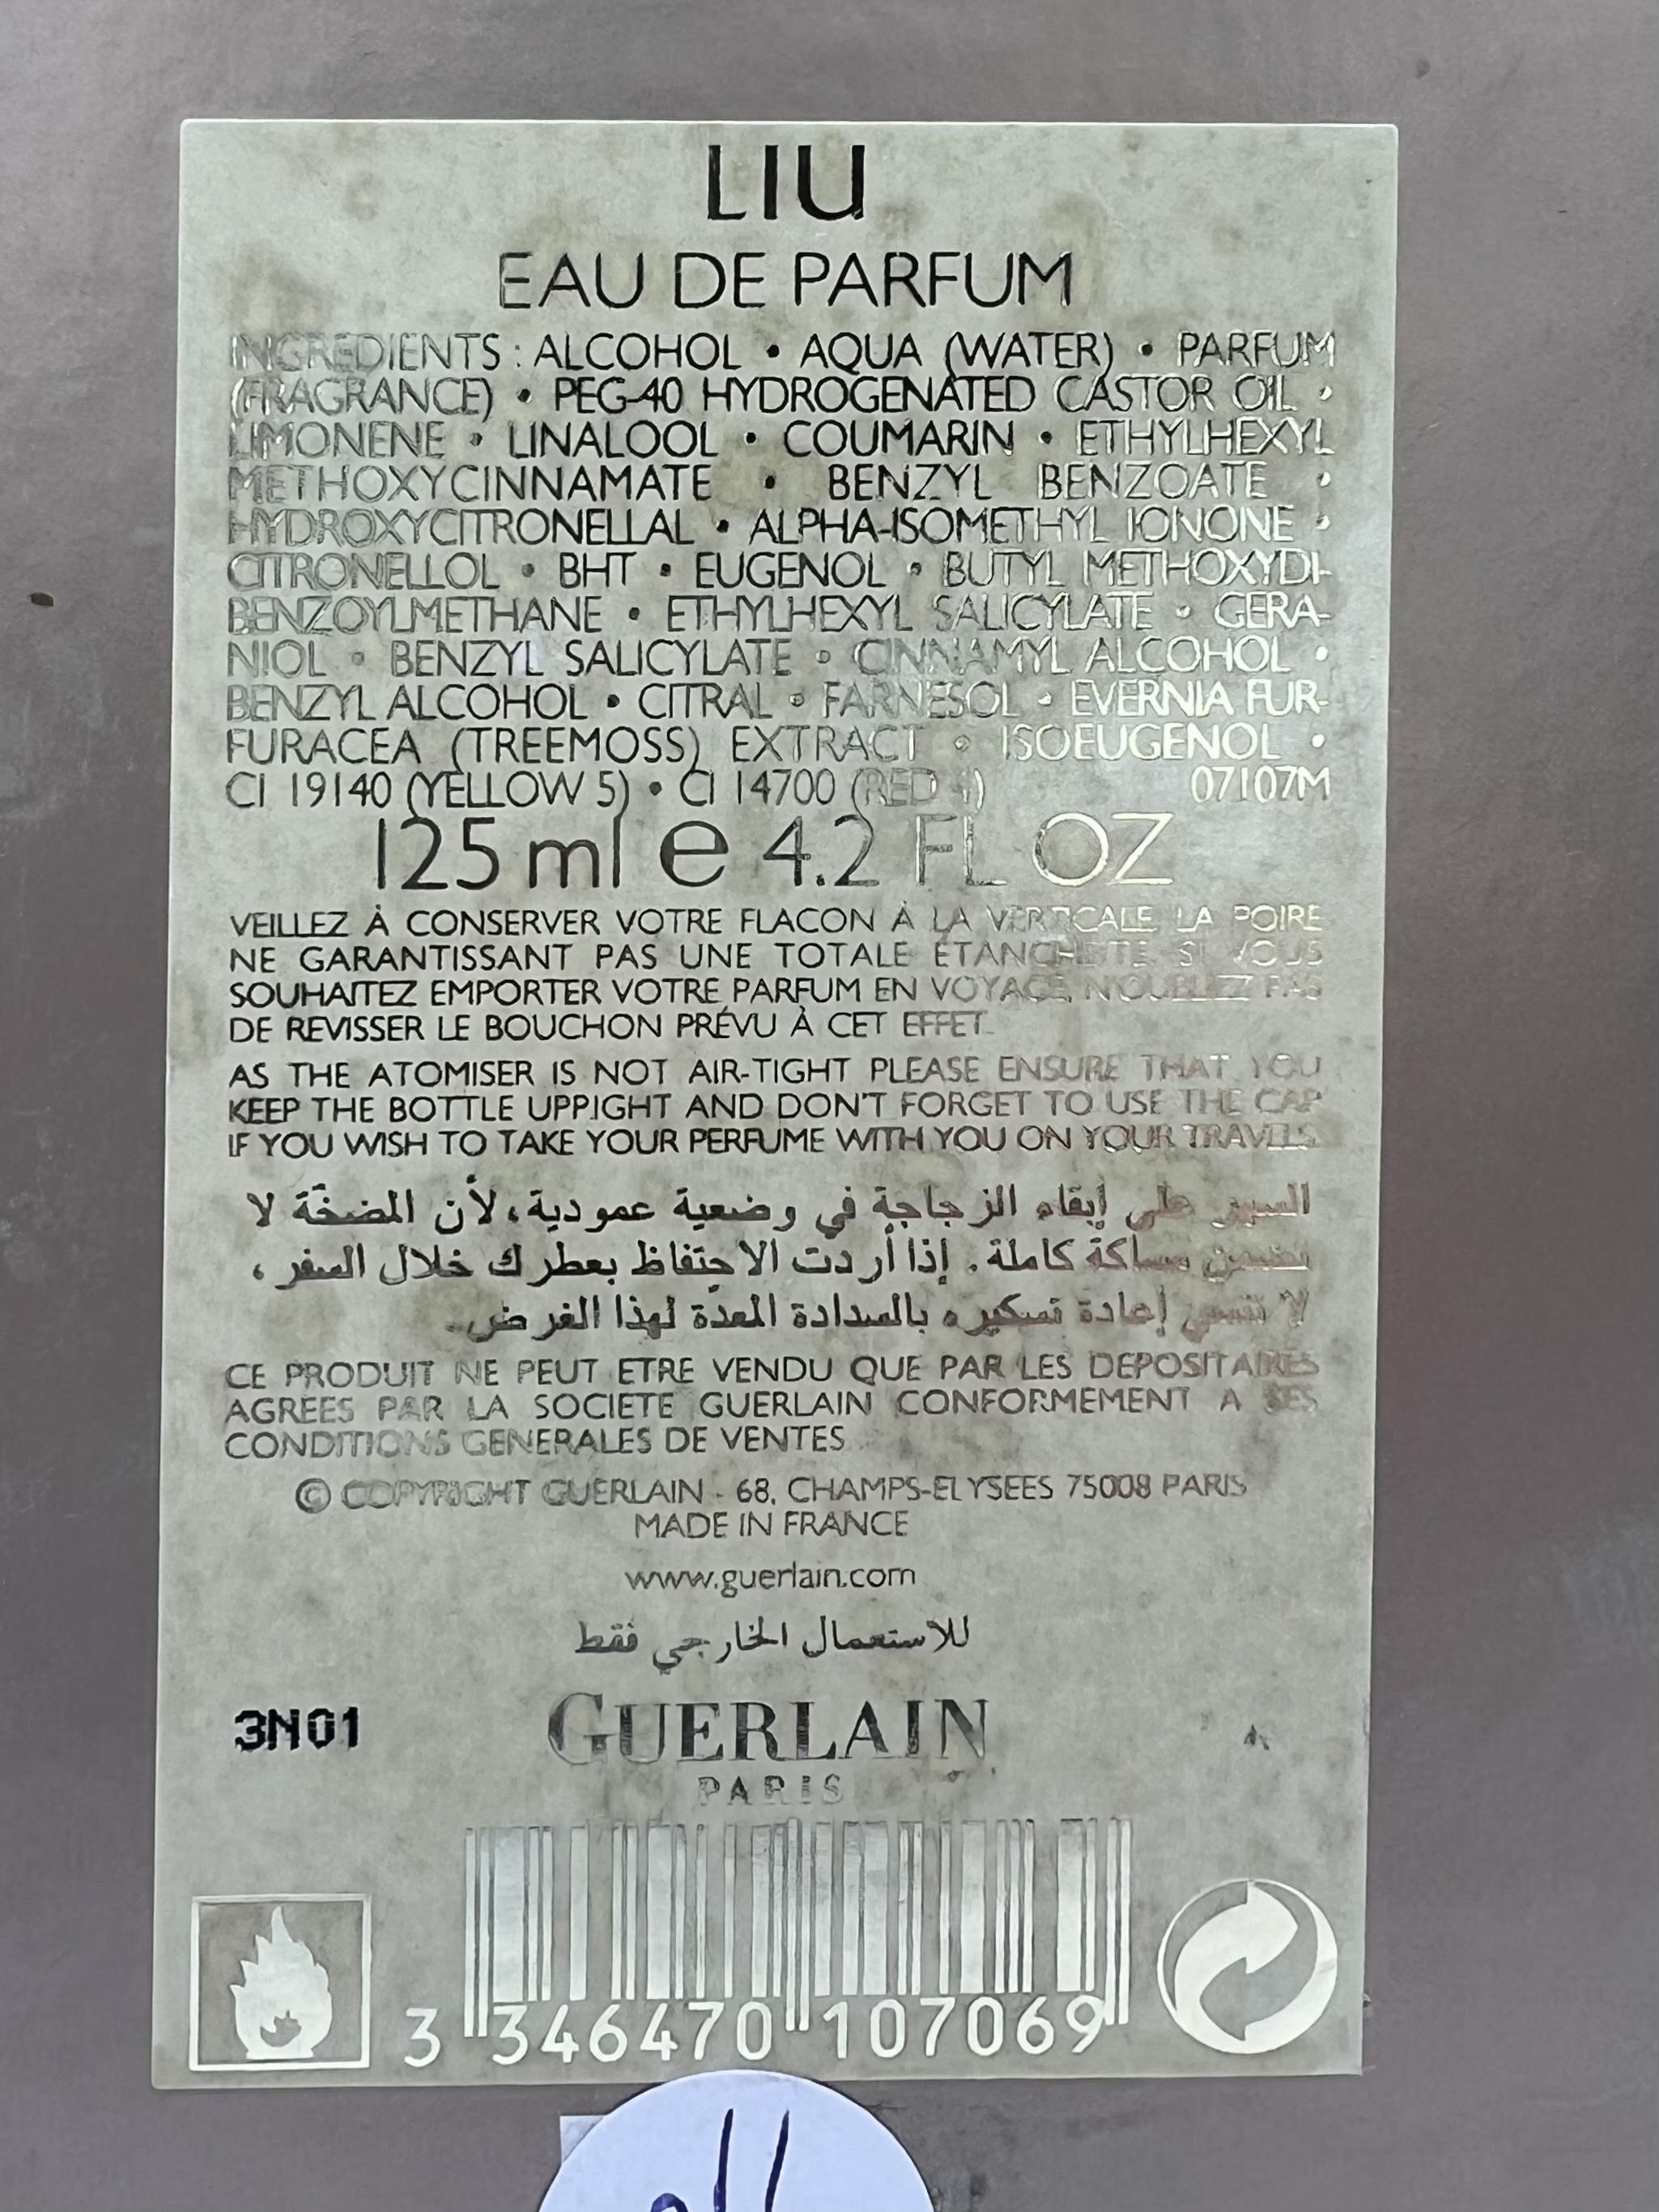 LIU
EAU DE PARFUM
INGREDIENTS : ALCOHOL • AQUA (WATER) • PARFUM
(FRAGRANCE) • PEG-40 HYDROGENATED CASTOR OIL •
LIMONENE • LINALOOL • COUMARIN • ETHYLHEXYL
METHOXYCINNAMATE • BENZYL BENZOATE •
HYDROXYCITRONELLAL • ALPHA-ISOMETHYL IONONE •
CITRONELLOL • BHT • EUGENOL • BUTYL METHOXYDI-
BENZOYLMETHANE • ETHYLHEXYL SALICYLATE • GERA-
NIOL • BENZYL SALICYLATE • CINNAMYL ALCOHOL •
BENZYL ALCOHOL • CITRAL • FARNESOL • EVERNIA FUR-
FURACEA (TREEMOSS) EXTRACT • ISOEUGENOL •
CI 19140 (YELLOW 5) • CI 14700 (RED 4) 07107M
125 ml e 4.2 FL OZ
VEILLEZ À CONSERVER VOTRE FLACON À LA VERTICALE, LA POIRE
NE GARANTISSANT PAS UNE TOTALE ÉTANCHEITE. SI VOUS
SOUHAITEZ EMPORTER VOTRE PARFUM EN VOYAGE, N'OUBLIEZ PAS
DE REVISSER LE BOUCHON PRÉVU À CET EFFET.
AS THE ATOMISER IS NOT AIR-TIGHT PLEASE ENSURE THAT YOU
KEEP THE BOTTLE UPPIGHT AND DON'T FORGET TO USE THE CAP
IF YOU WISH TO TAKE YOUR PERFUME WITH YOU ON YOUR TRAVELS.
السهر على إبقاء الزجاجة في وضعية عمودية، لأن المضخّة لا
تضمن مساكة كاملة. إذا أردت الاحتفاظ بعطرك خلال السفر،
لا تنسي إعادة تسكيره بالسدادة المعدّة لهذا الغرض.
CE PRODUIT NE PEUT ETRE VENDU QUE PAR LES DEPOSITAIRES
AGREES PAR LA SOCIETE GUERLAIN CONFORMEMENT A SES
CONDITIONS GENERALES DE VENTES
© COPYRIGHT GUERLAIN - 68, CHAMPS-ELYSEES 75008 PARIS
MADE IN FRANCE
www.guerlain.com
للاستعمال الخارجي فقط
3N01
GUERLAIN
PARIS
3 346470 107069